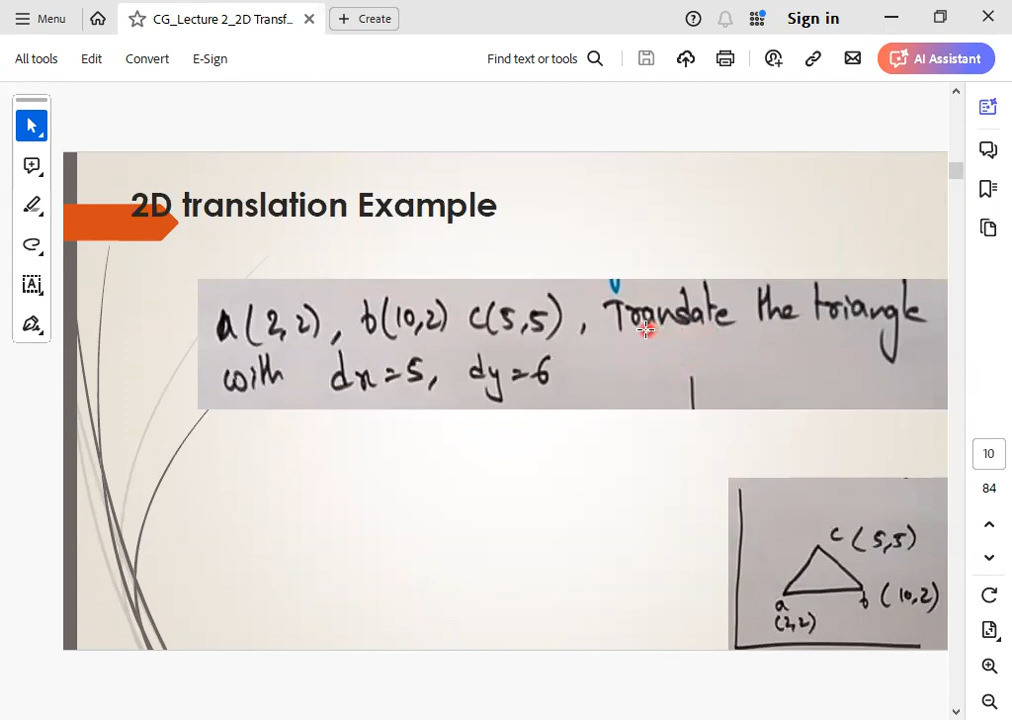 Menu
CG_Lecture 2_2D Transf...
Create
Sign in
All tools
Edit
Convert
E-Sign
Find text or tools
AI Assistant
2D translation Example
a(2,2), b(10,2) c(5,5), Translate the triangle
with dx=5, dy=6
c (5,5)
a
b (10,2)
(2,2)
10
84